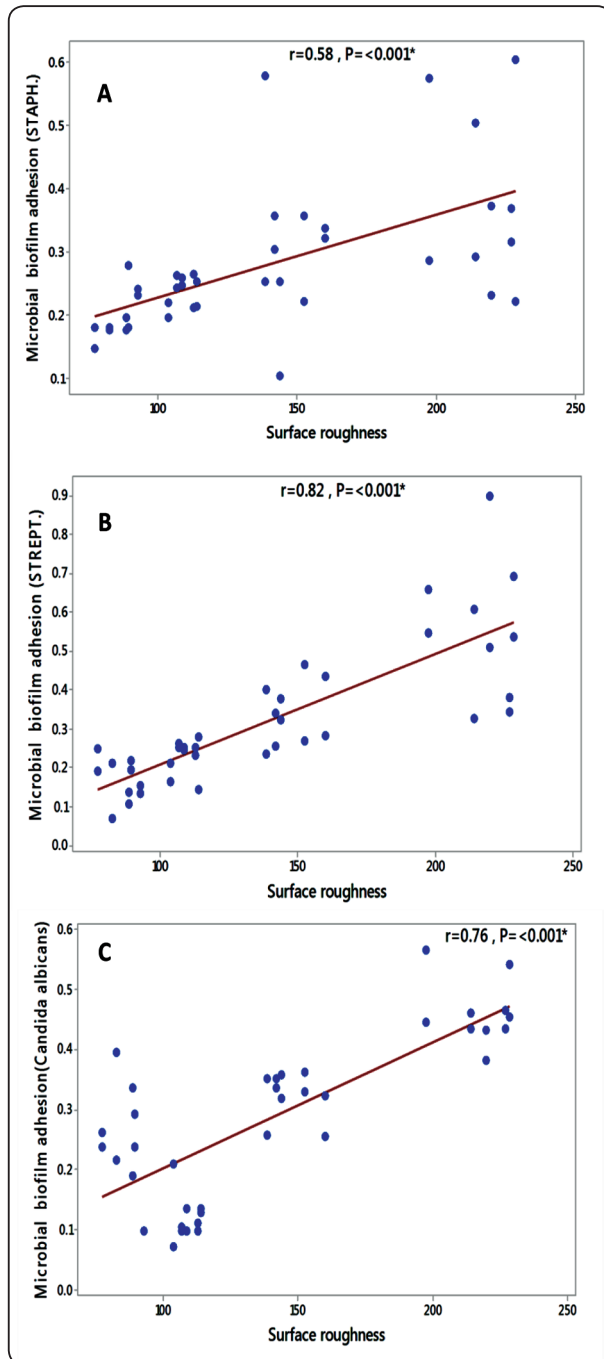 r=0.58 , P=<0.001*
A
Microbial biofilm adhesion (STAPH.)
0.6
0.5
0.4
0.3
0.2
0.1
100 150 200 250
Surface roughness
r=0.82 , P=<0.001*
B
Microbial biofilm adhesion (STREPT.)
0.9
0.8
0.7
0.6
0.5
0.4
0.3
0.2
0.1
0.0
100 150 200 250
Surface roughness
r=0.76 , P=<0.001*
C
Microbial biofilm adhesion(Candida albicans)
0.6
0.5
0.4
0.3
0.2
0.1
0.0
100 150 200 250
Surface roughness